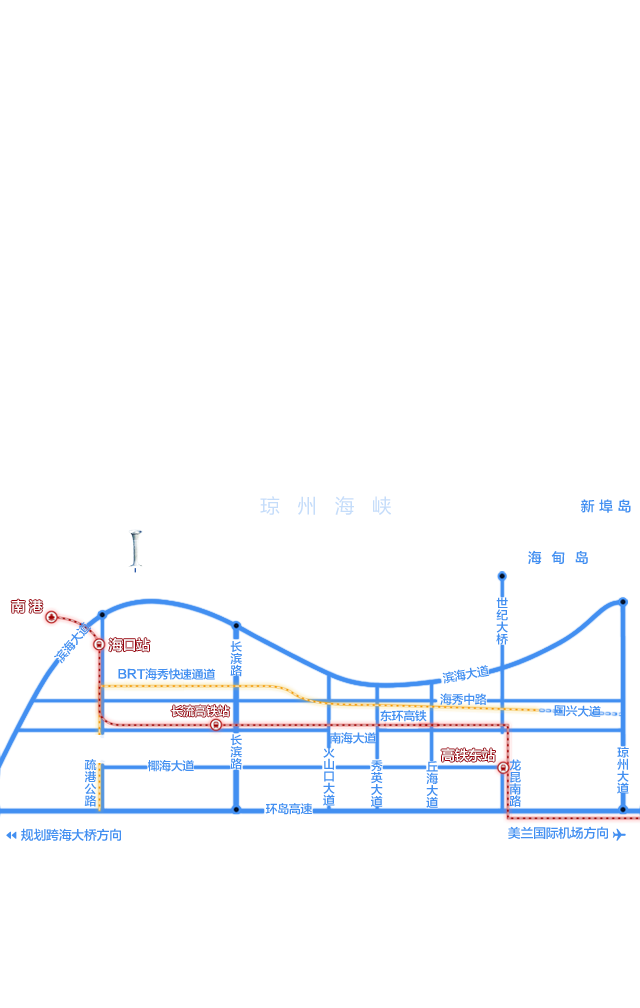 琼州海峡
新埠岛
海甸岛
南港
世纪大桥
滨海大道
海口站
长滨路
BRT海秀快速通道
滨海大道
海秀中路
长流高铁站
东环高铁
国兴大道
长滨路
南海大道
高铁东站
疏港公路
椰海大道
火山口大道
秀英大道
丘海大道
龙昆南路
琼州大道
环岛高速
规划跨海大桥方向
美兰国际机场方向